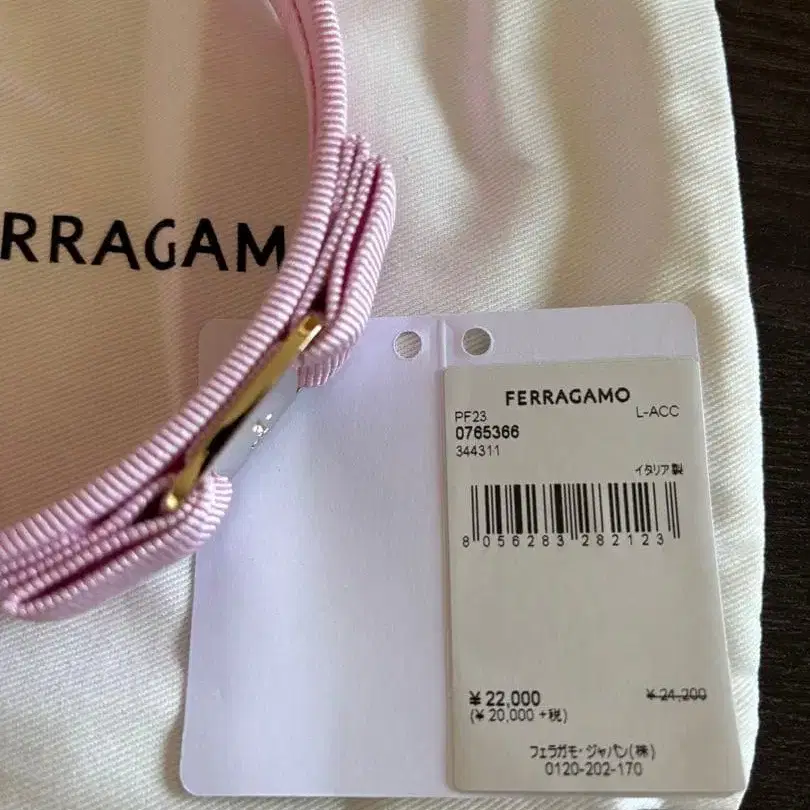 RRAGAM
FERRAGAMO
PF23 L-ACC
0765366
344311
イタリア製
8 056283 282123
¥22,000 ¥24,200
(¥20,000+税)
フェラガモ・ジャパン(株)
0120-202-170